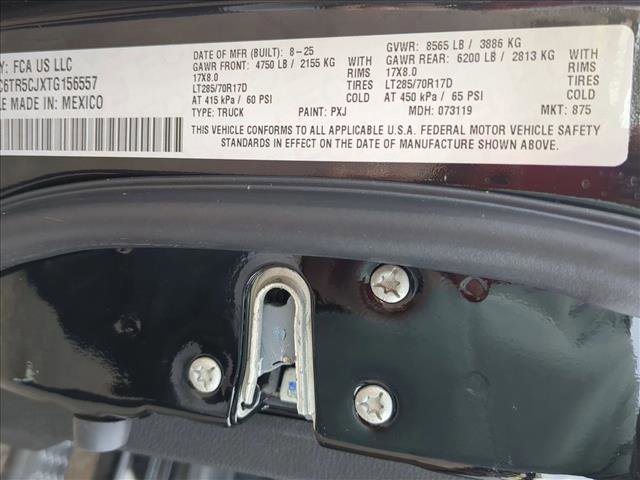 Y: FCA US LLC
C6TR5CJXTG156557
LE MADE IN: MEXICO
DATE OF MFR (BUILT): 8-25
GAWR FRONT: 4750 LB / 2155 KG WITH
17X8.0 RIMS
LT285/70R17D TIRES
AT 415 kPa / 60 PSI COLD
TYPE: TRUCK PAINT: PXJ
GVWR: 8565 LB / 3886 KG
GAWR REAR: 6200 LB / 2813 KG WITH
17X8.0 RIMS
LT285/70R17D TIRES
AT 450 kPa / 65 PSI COLD
MDH: 073119 MKT: 875
THIS VEHICLE CONFORMS TO ALL APPLICABLE U.S.A. FEDERAL MOTOR VEHICLE SAFETY
STANDARDS IN EFFECT ON THE DATE OF MANUFACTURE SHOWN ABOVE.